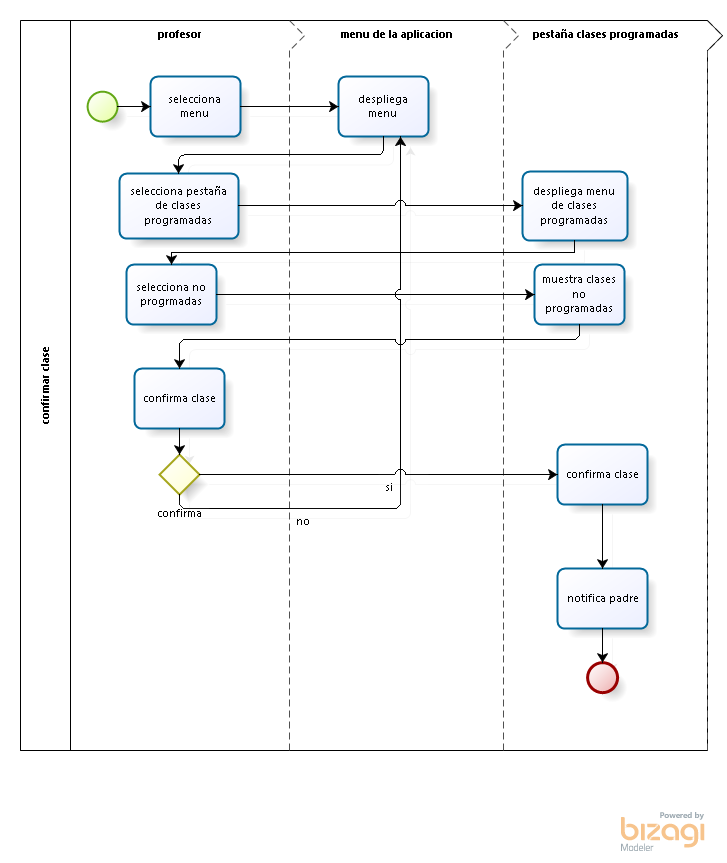 profesor
menu de la aplicacion
pestaña clases programadas
confirmar clase
selecciona
menu
despliega
menu
selecciona pestaña
de clases
programadas
despliega menu
de clases
programadas
selecciona no
progrmadas
muestra clases
no
programadas
confirma clase
confirma clase
si
confirma
no
notifica padre
Powered by
bizagi
Modeler